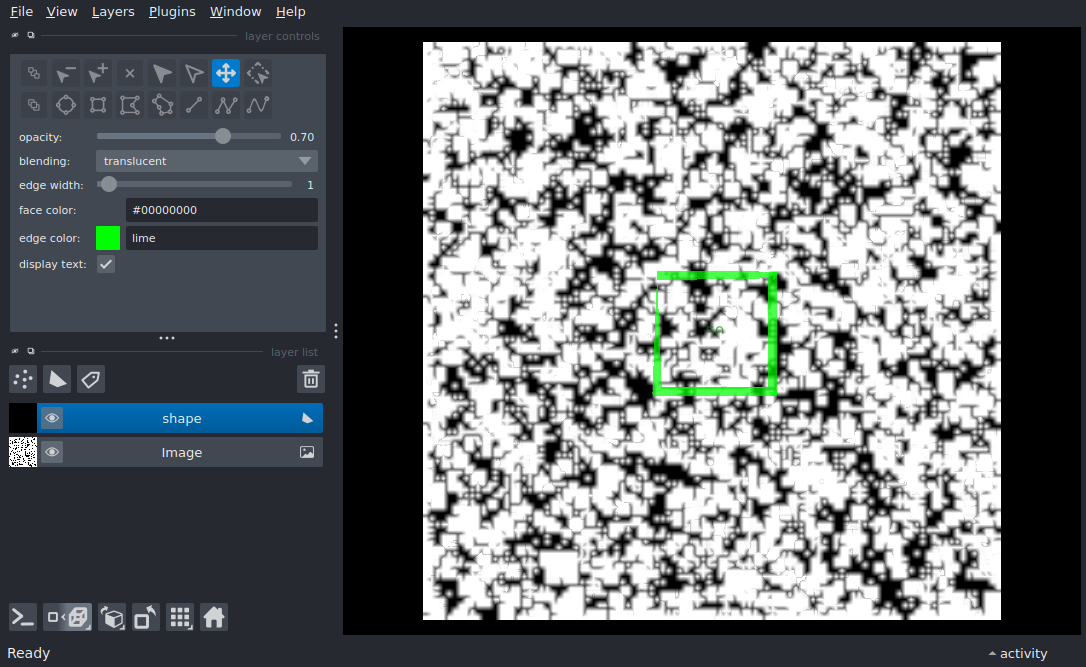 File View Layers Plugins Window Help
layer controls
opacity: 0.70
blending: translucent
edge width: 1
face color: #00000000
edge color: lime
display text:
layer list
shape
Image
Ready
activity